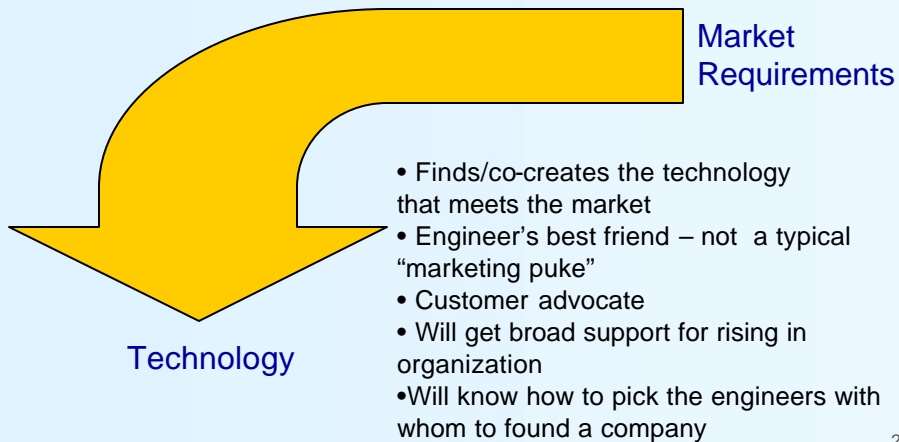 Market
Requirements
• Finds/co-creates the technology
that meets the market
• Engineer's best friend – not a typical
“marketing puke”
• Customer advocate
• Will get broad support for rising in
organization
•Will know how to pick the engineers with
whom to found a company
Technology